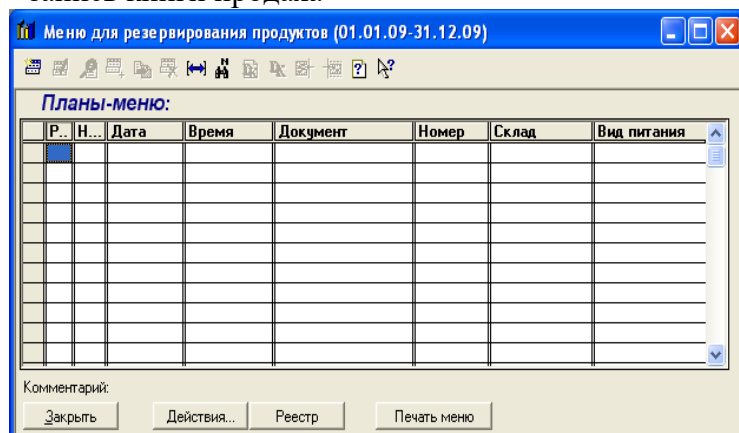 Меню для резервирования продуктов (01.01.09-31.12.09)
Планы-меню:
Р.. Н... Дата Время Документ Номер Склад Вид питания
Комментарий:
Закрыть Действия... Реестр Печать меню